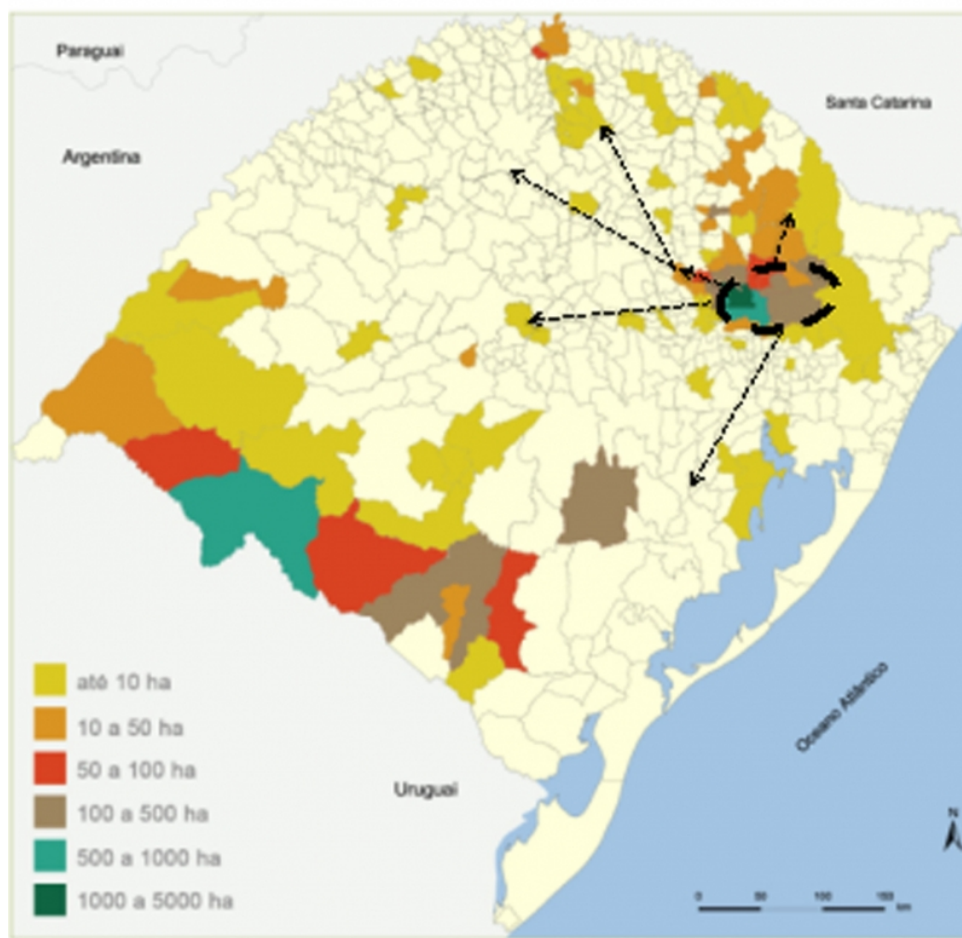 Paraguai
Santa Catarina
Argentina
até 10 ha
10 a 50 ha
50 a 100 ha
100 a 500 ha
500 a 1000 ha
1000 a 5000 ha
Uruguai
Oceano Atlântico
N
0 50 100 150
km